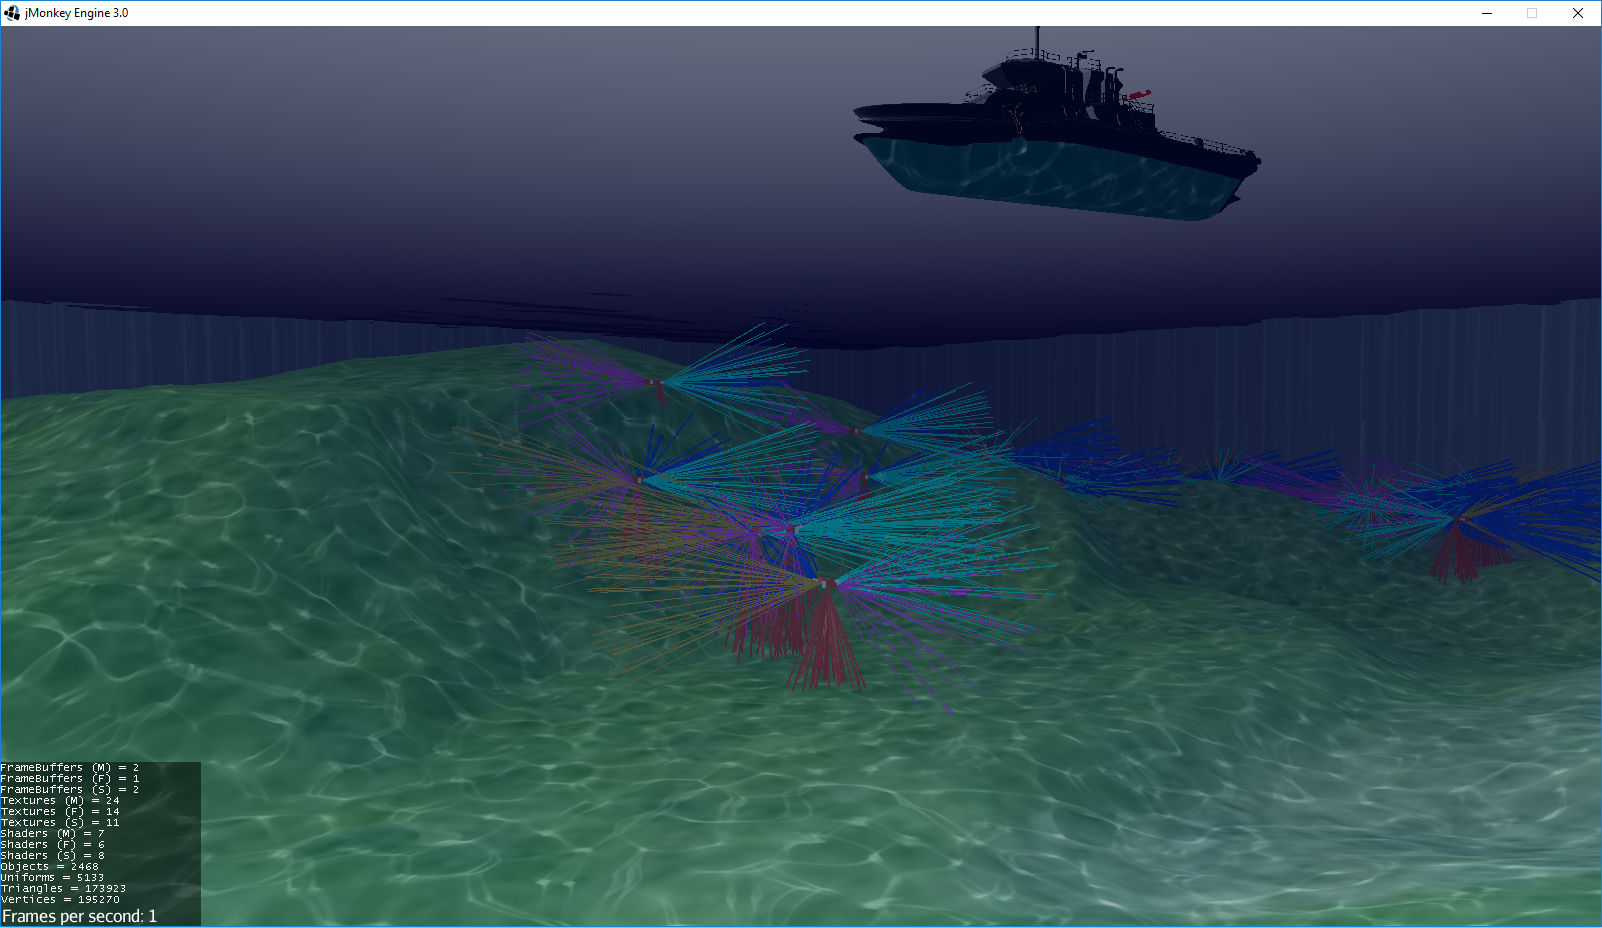 jMonkey Engine 3.0
FrameBuffers (M) = 2
FrameBuffers (F) = 1
FrameBuffers (S) = 2
Textures (M) = 24
Textures (F) = 14
Textures (S) = 11
Shaders (M) = 7
Shaders (F) = 6
Shaders (S) = 8
Objects = 2468
Uniforms = 5133
Triangles = 173923
Vertices = 195270
Frames per second: 1